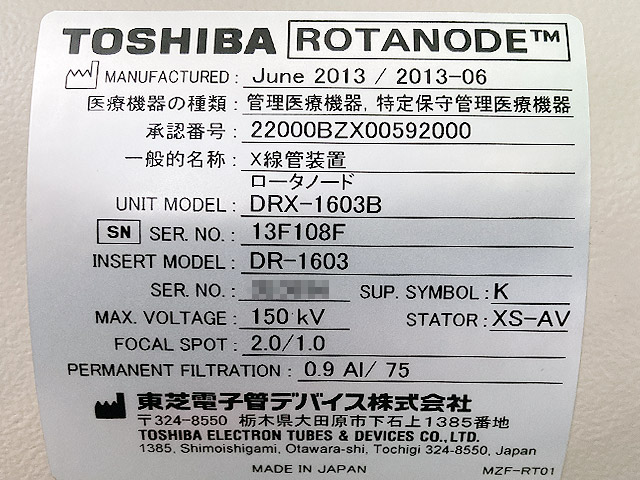 TOSHIBA ROTANODE™
MANUFACTURED : June 2013 / 2013-06
医療機器の種類 : 管理医療機器, 特定保守管理医療機器
承認番号 : 22000BZX00592000
一般的名称 : X線管装置
ロータノード
UNIT MODEL : DRX-1603B
SN SER. NO. : 13F108F
INSERT MODEL : DR-1603
SER. NO. : SUP. SYMBOL : K
MAX. VOLTAGE : 150 kV STATOR : XS-AV
FOCAL SPOT : 2.0/1.0
PERMANENT FILTRATION : 0.9 Al/ 75
東芝電子管デバイス株式会社
〒324-8550 栃木県大田原市下石上1385番地
TOSHIBA ELECTRON TUBES & DEVICES CO., LTD.
1385, Shimoishigami, Otawara-shi, Tochigi 324-8550, Japan
MADE IN JAPAN MZF-RT01